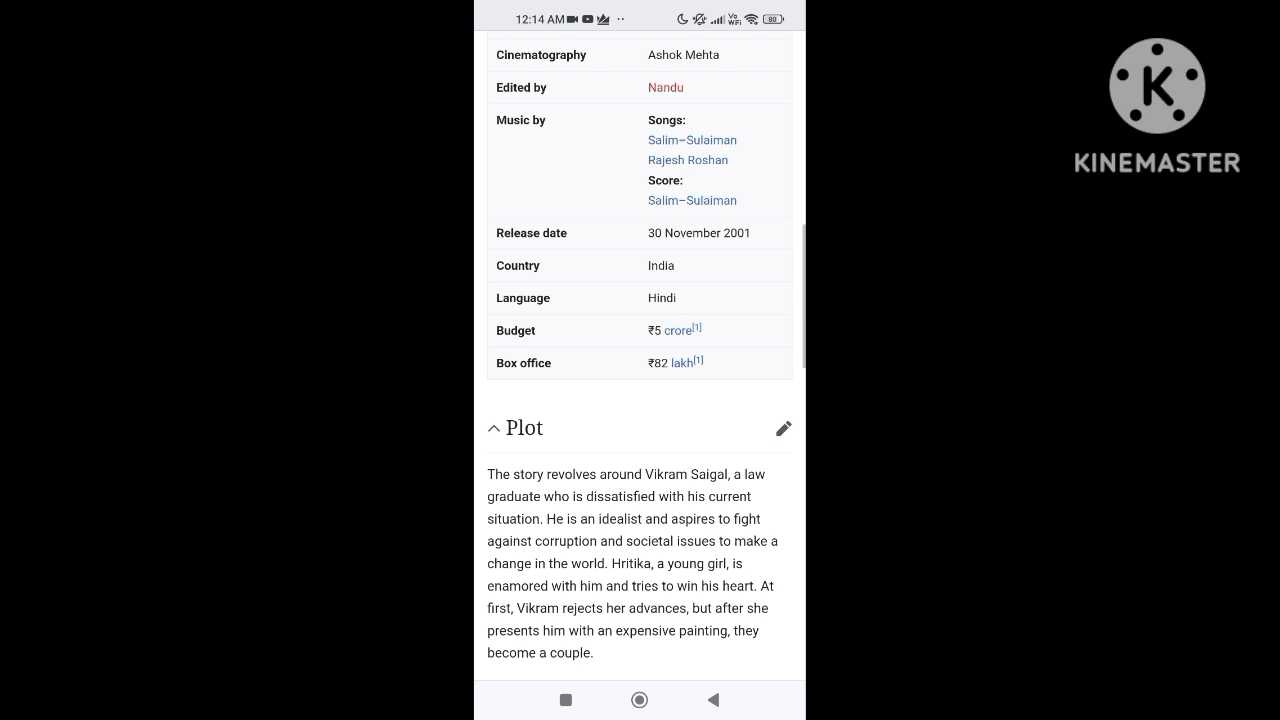 12:14 AM
Vo
WiFi
80
K
KINEMASTER
Cinematography Ashok Mehta
Edited by Nandu
Music by Songs:
Salim–Sulaiman
Rajesh Roshan
Score:
Salim–Sulaiman
Release date 30 November 2001
Country India
Language Hindi
Budget ₹5 crore[1]
Box office ₹82 lakh[1]
Plot
The story revolves around Vikram Saigal, a law
graduate who is dissatisfied with his current
situation. He is an idealist and aspires to fight
against corruption and societal issues to make a
change in the world. Hritika, a young girl, is
enamored with him and tries to win his heart. At
first, Vikram rejects her advances, but after she
presents him with an expensive painting, they
become a couple.